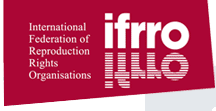 International
Federation of
Reproduction
Rights
Organisations
ifrro